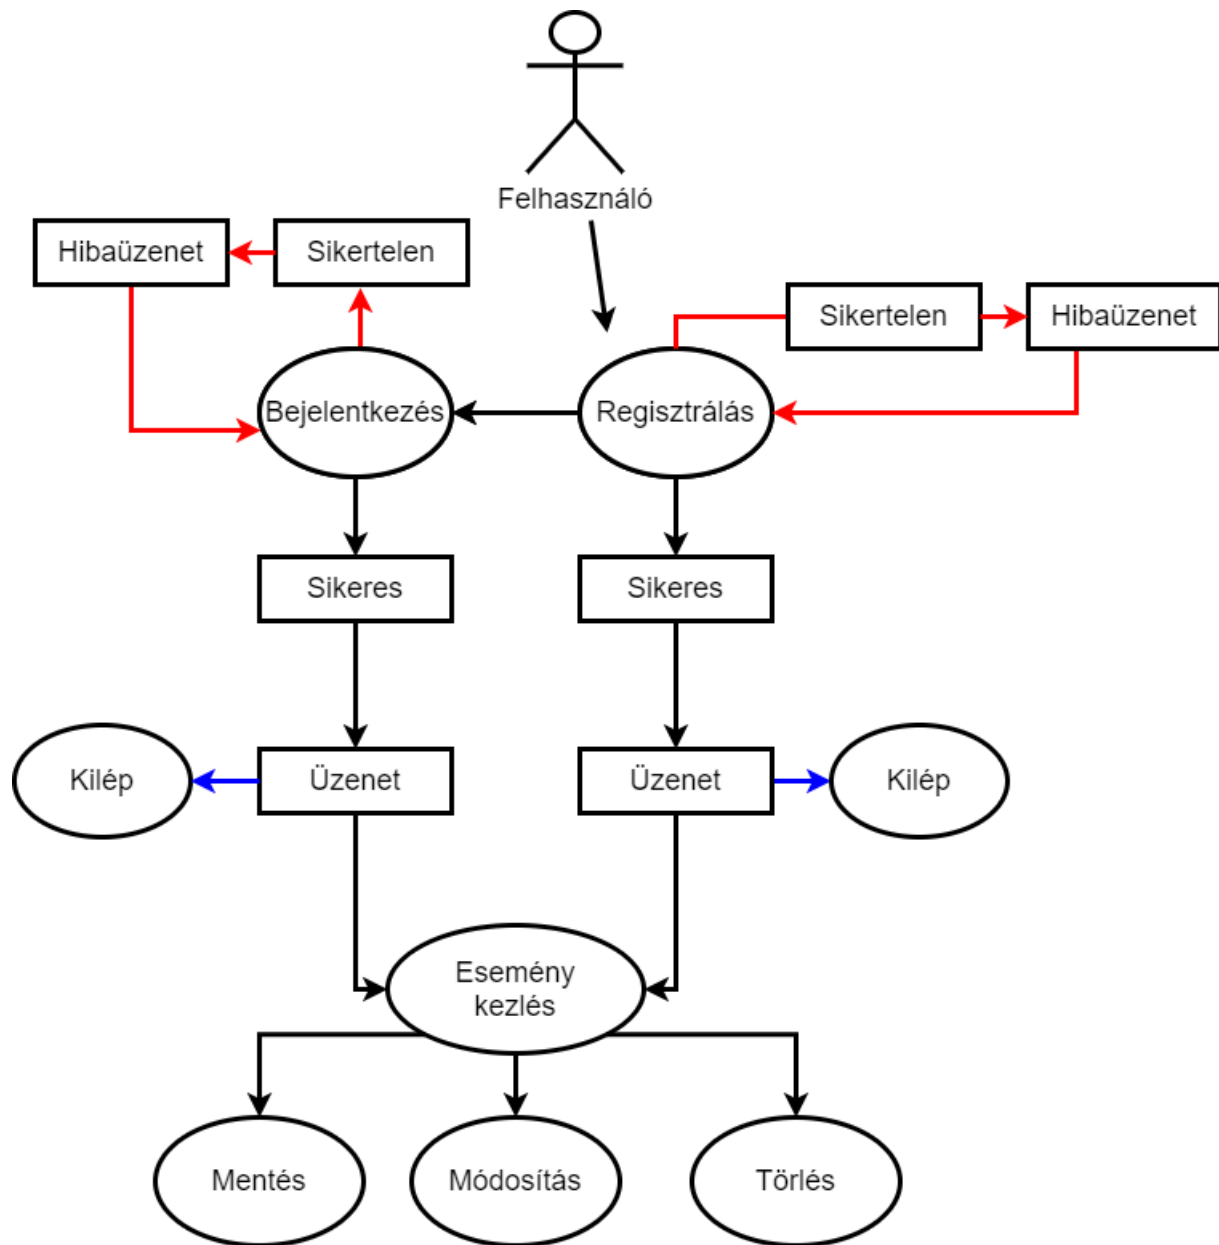 Felhasználó
Hibaüzenet
Sikertelen
Sikertelen
Hibaüzenet
Bejelentkezés
Regisztrálás
Sikeres
Sikeres
Kilép
Üzenet
Üzenet
Kilép
Esemény
kezlés
Mentés
Módosítás
Törlés